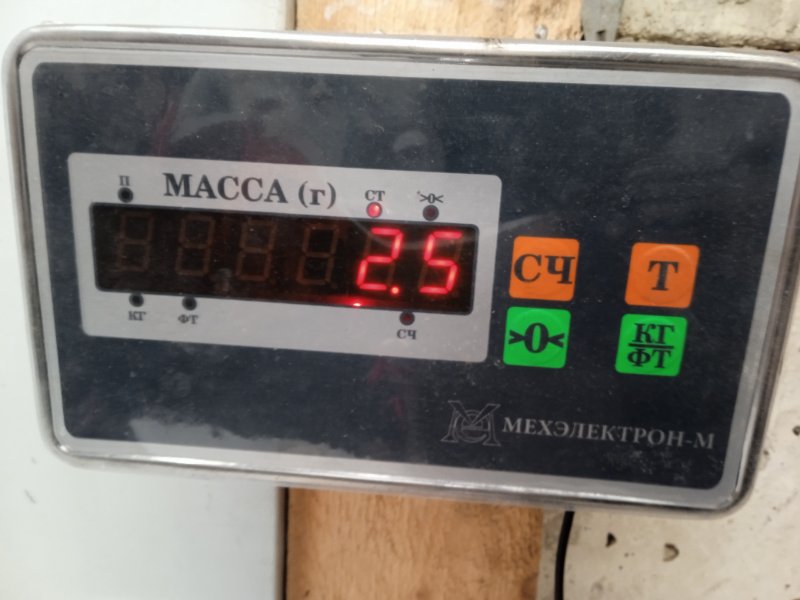 П
МАССА (г)
СТ
>0<
2.5
КГ
ФТ
СЧ
СЧ
Т
>0<
КГ
ФТ
МЕХЭЛЕКТРОН-М